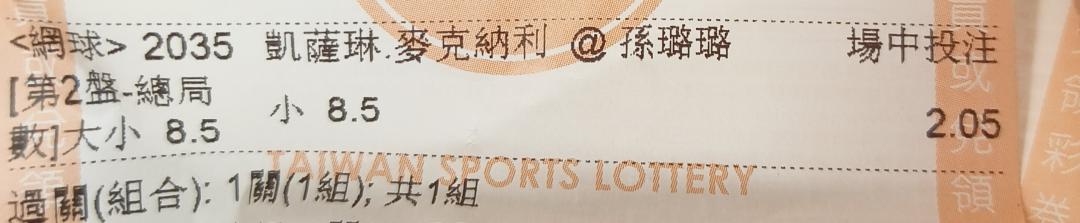 <網球> 2035 凱薩琳.麥克納利 @ 孫璐璐 場中投注
[第2盤-總局
數]大小 8.5 小 8.5 2.05
TAIWAN SPORTS LOTTERY
過關(組合): 1關(1組); 共1組